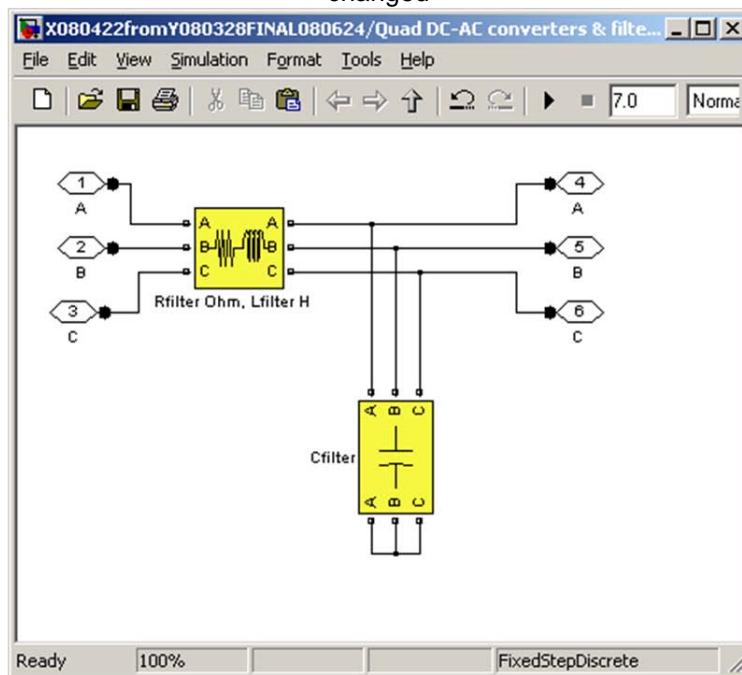 changed
X080422fromY080328FINAL080624/Quad DC-AC converters & filte...
File Edit View Simulation Format Tools Help
7.0 Norma
1
A
2
B
3
C
A A
B B
C C
Rfilter Ohm, Lfilter H
4
A
5
B
6
C
A B C
Cfilter
A B C
Ready 100% FixedStepDiscrete